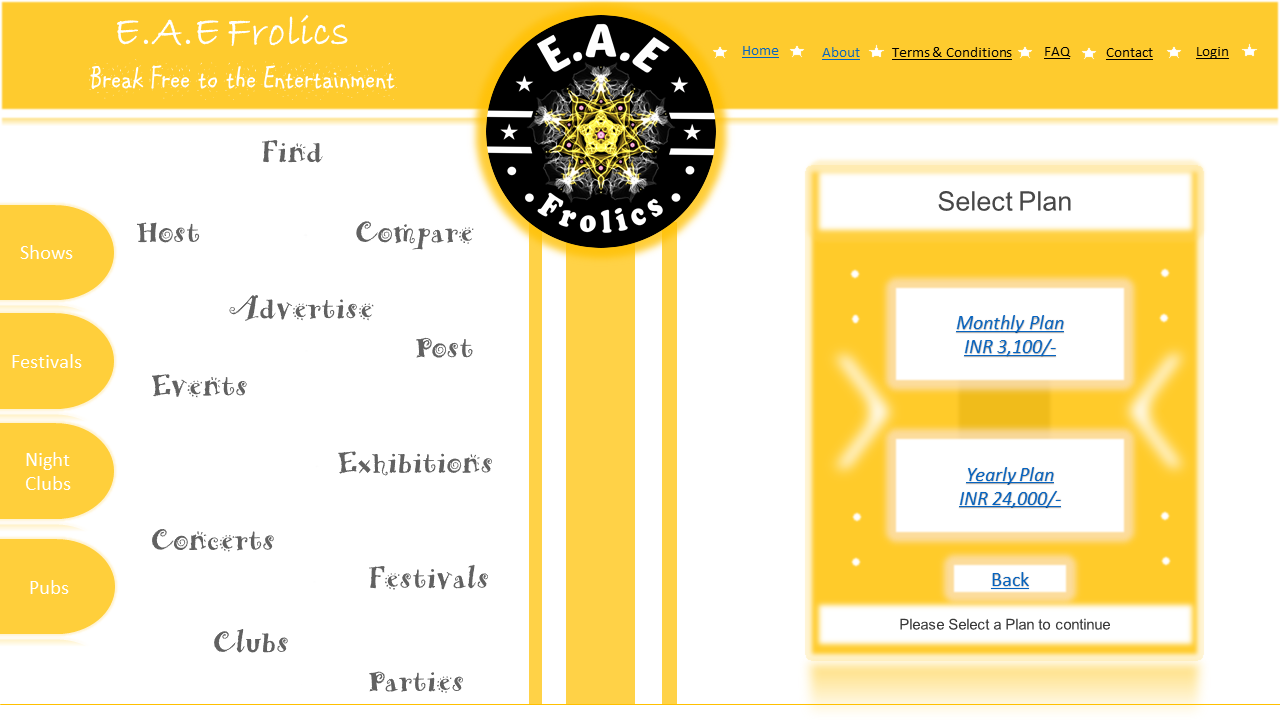 E.A.E Frolics
Break Free to the Entertainment
E.A.E
Frolics
Home
About
Terms & Conditions
FAQ
Contact
Login
Shows
Festivals
Night
Clubs
Pubs
Find
Host
Compare
Advertise
Post
Events
Exhibitions
Concerts
Festivals
Clubs
Parties
Select Plan
Monthly Plan
INR 3,100/-
Yearly Plan
INR 24,000/-
Back
Please Select a Plan to continue